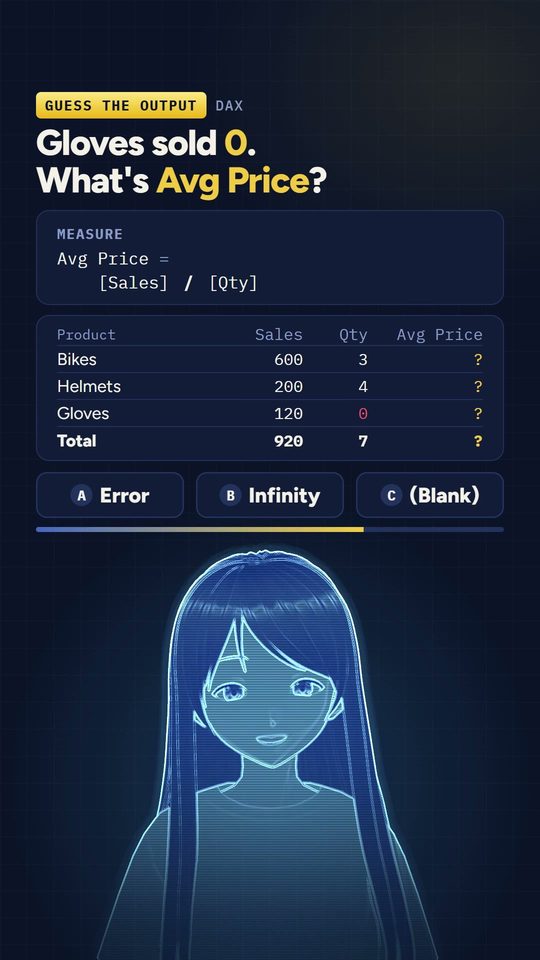 GUESS THE OUTPUT DAX
Gloves sold 0.
What's Avg Price?
MEASURE
Avg Price =
[Sales] / [Qty]
Product Sales Qty Avg Price
Bikes 600 3 ?
Helmets 200 4 ?
Gloves 120 0 ?
Total 920 7 ?
A Error B Infinity C (Blank)